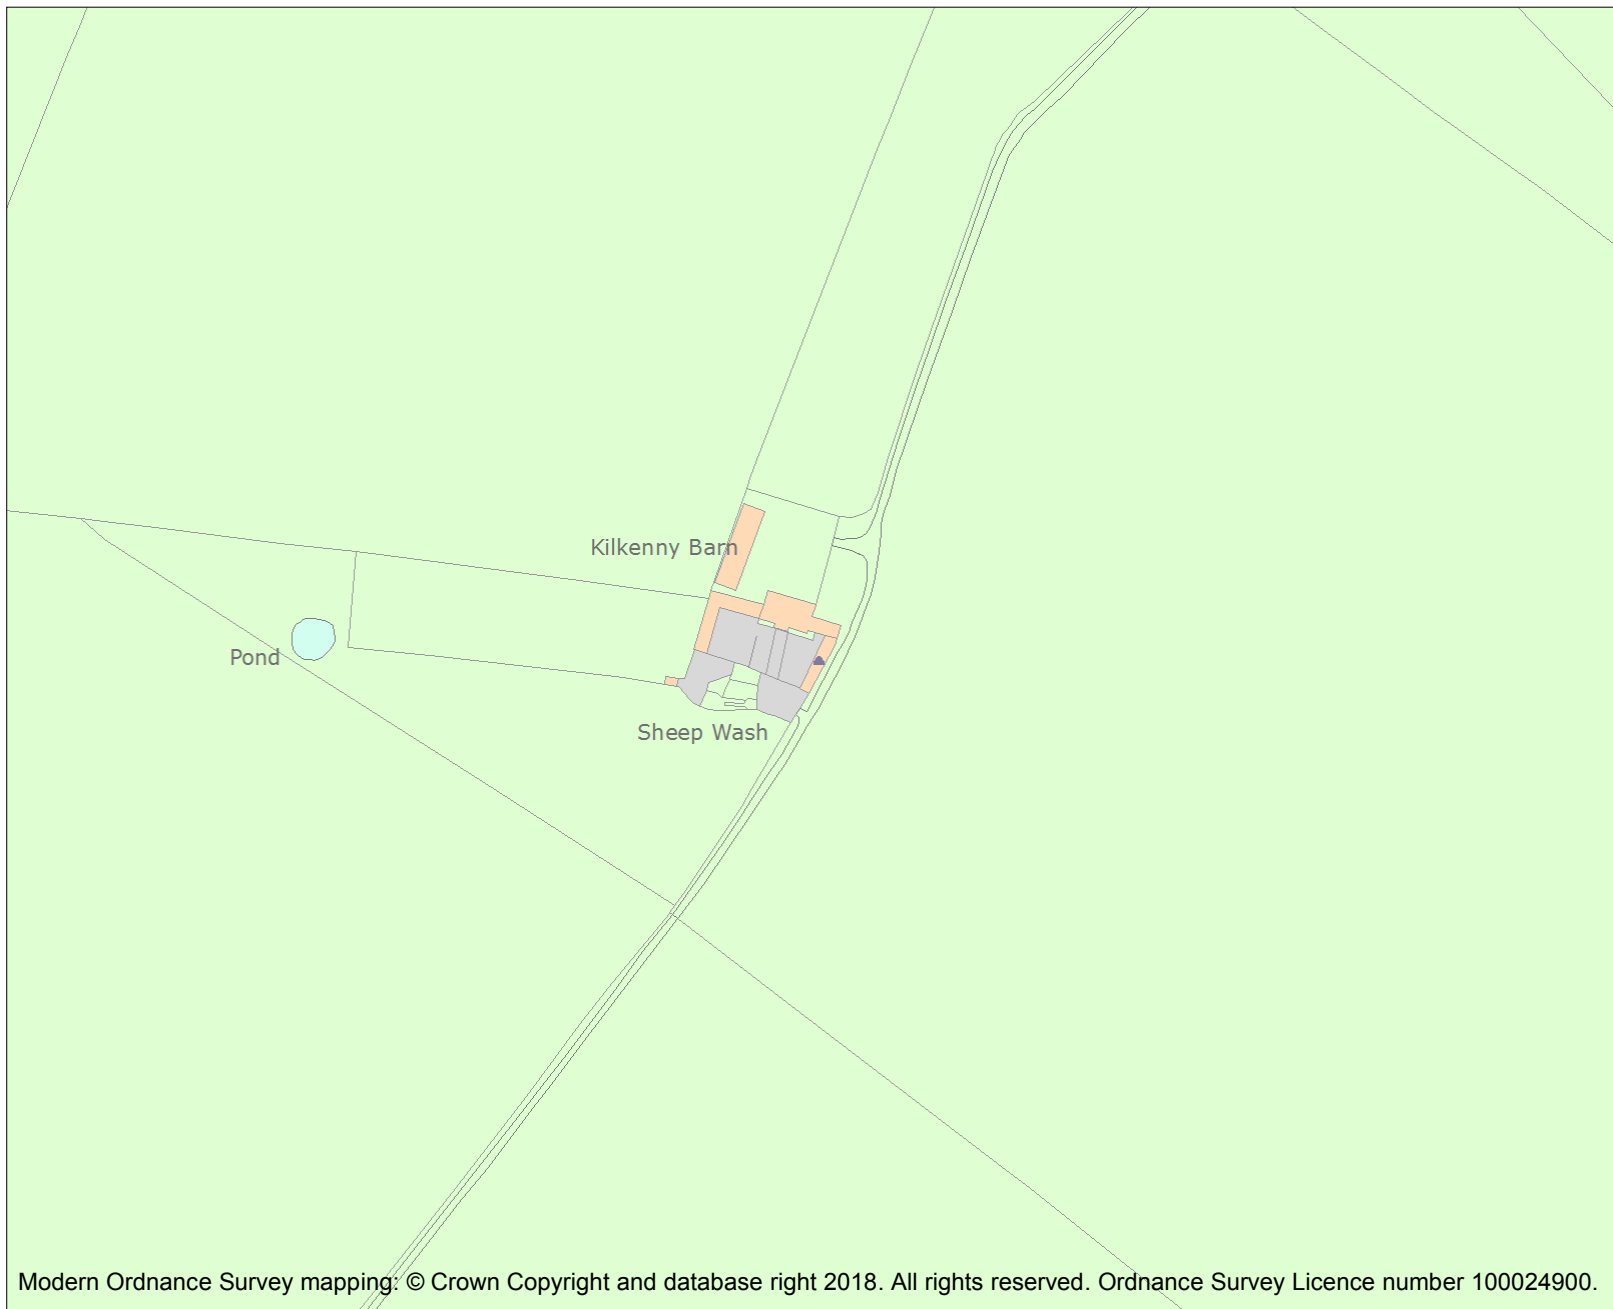 Kilkenny Barn
Pond
Sheep Wash
Modern Ordnance Survey mapping: © Crown Copyright and database right 2018. All rights reserved. Ordnance Survey Licence number 100024900.